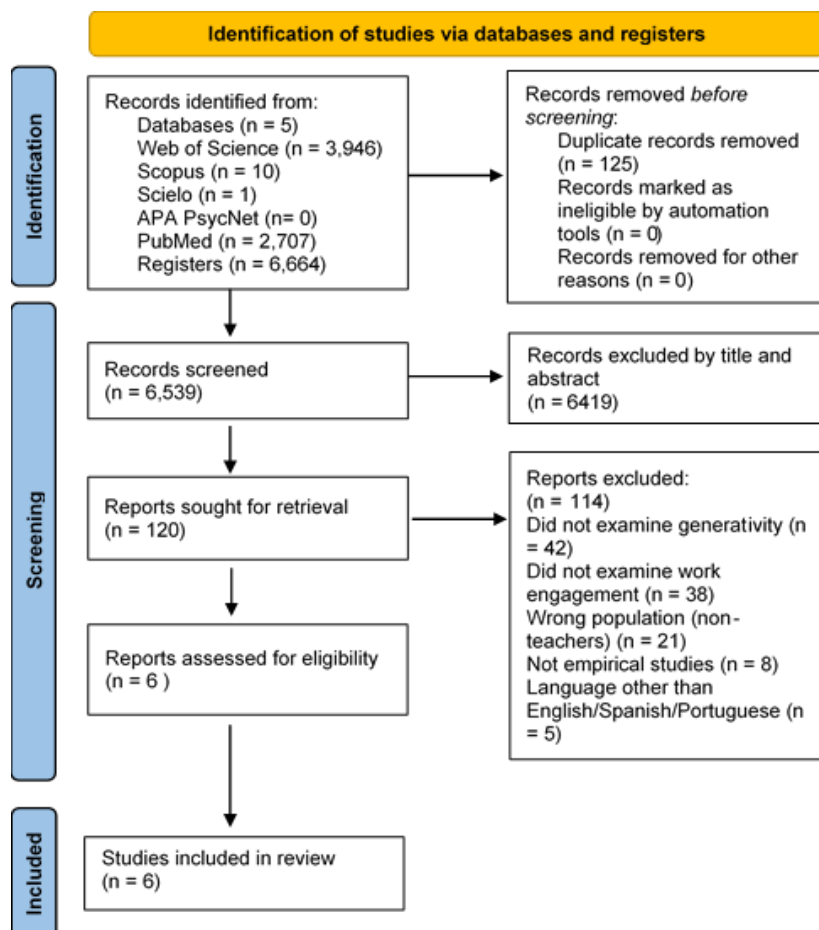 Identification of studies via databases and registers
Identification
Records identified from:
Databases (n = 5)
Web of Science (n = 3,946)
Scopus (n = 10)
Scielo (n = 1)
APA PsycNet (n= 0)
PubMed (n = 2,707)
Registers (n = 6,664)
Records removed before
screening:
Duplicate records removed
(n = 125)
Records marked as
ineligible by automation
tools (n = 0)
Records removed for other
reasons (n = 0)
Screening
Records screened
(n = 6,539)
Records excluded by title and
abstract
(n = 6419)
Reports sought for retrieval
(n = 120)
Reports excluded:
(n = 114)
Did not examine generativity (n
= 42)
Did not examine work
engagement (n = 38)
Wrong population (non-
teachers) (n = 21)
Not empirical studies (n = 8)
Language other than
English/Spanish/Portuguese (n
= 5)
Reports assessed for eligibility
(n = 6 )
Included
Studies included in review
(n = 6)